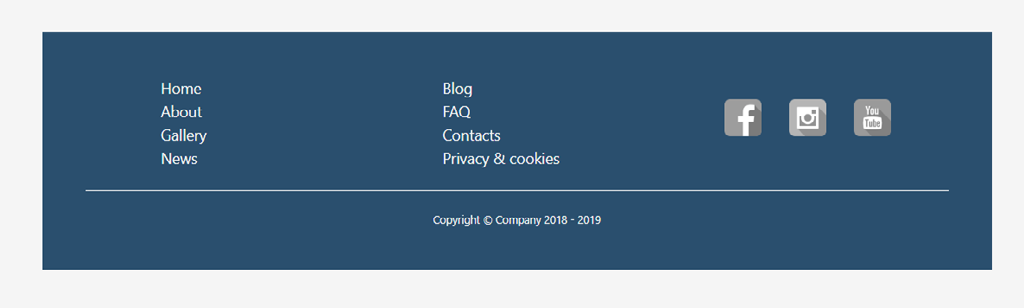 Home
About
Gallery
News
Blog
FAQ
Contacts
Privacy & cookies
f
You
Tube
Copyright © Company 2018 - 2019